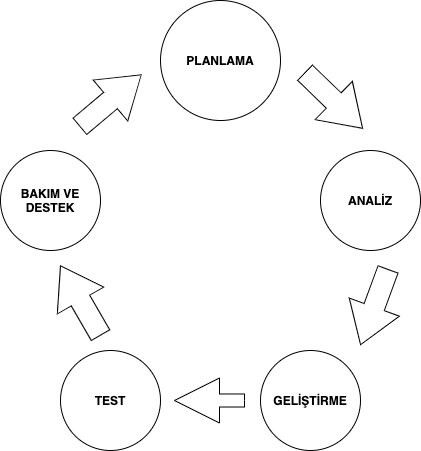 PLANLAMA
ANALİZ
GELİŞTİRME
TEST
BAKIM VE
DESTEK